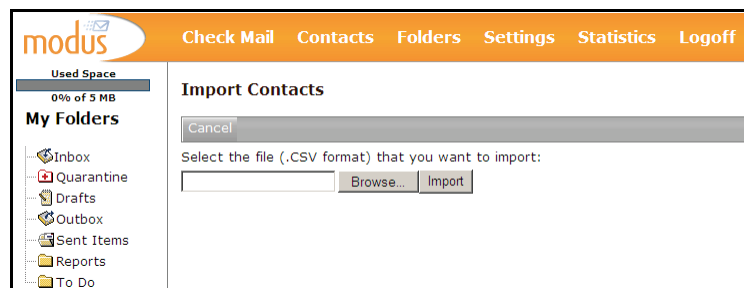 modus
Check Mail Contacts Folders Settings Statistics Logoff
Used Space
0% of 5 MB
My Folders
Inbox
Quarantine
Drafts
Outbox
Sent Items
Reports
To Do
Import Contacts
Cancel
Select the file (.CSV format) that you want to import:
Browse... Import